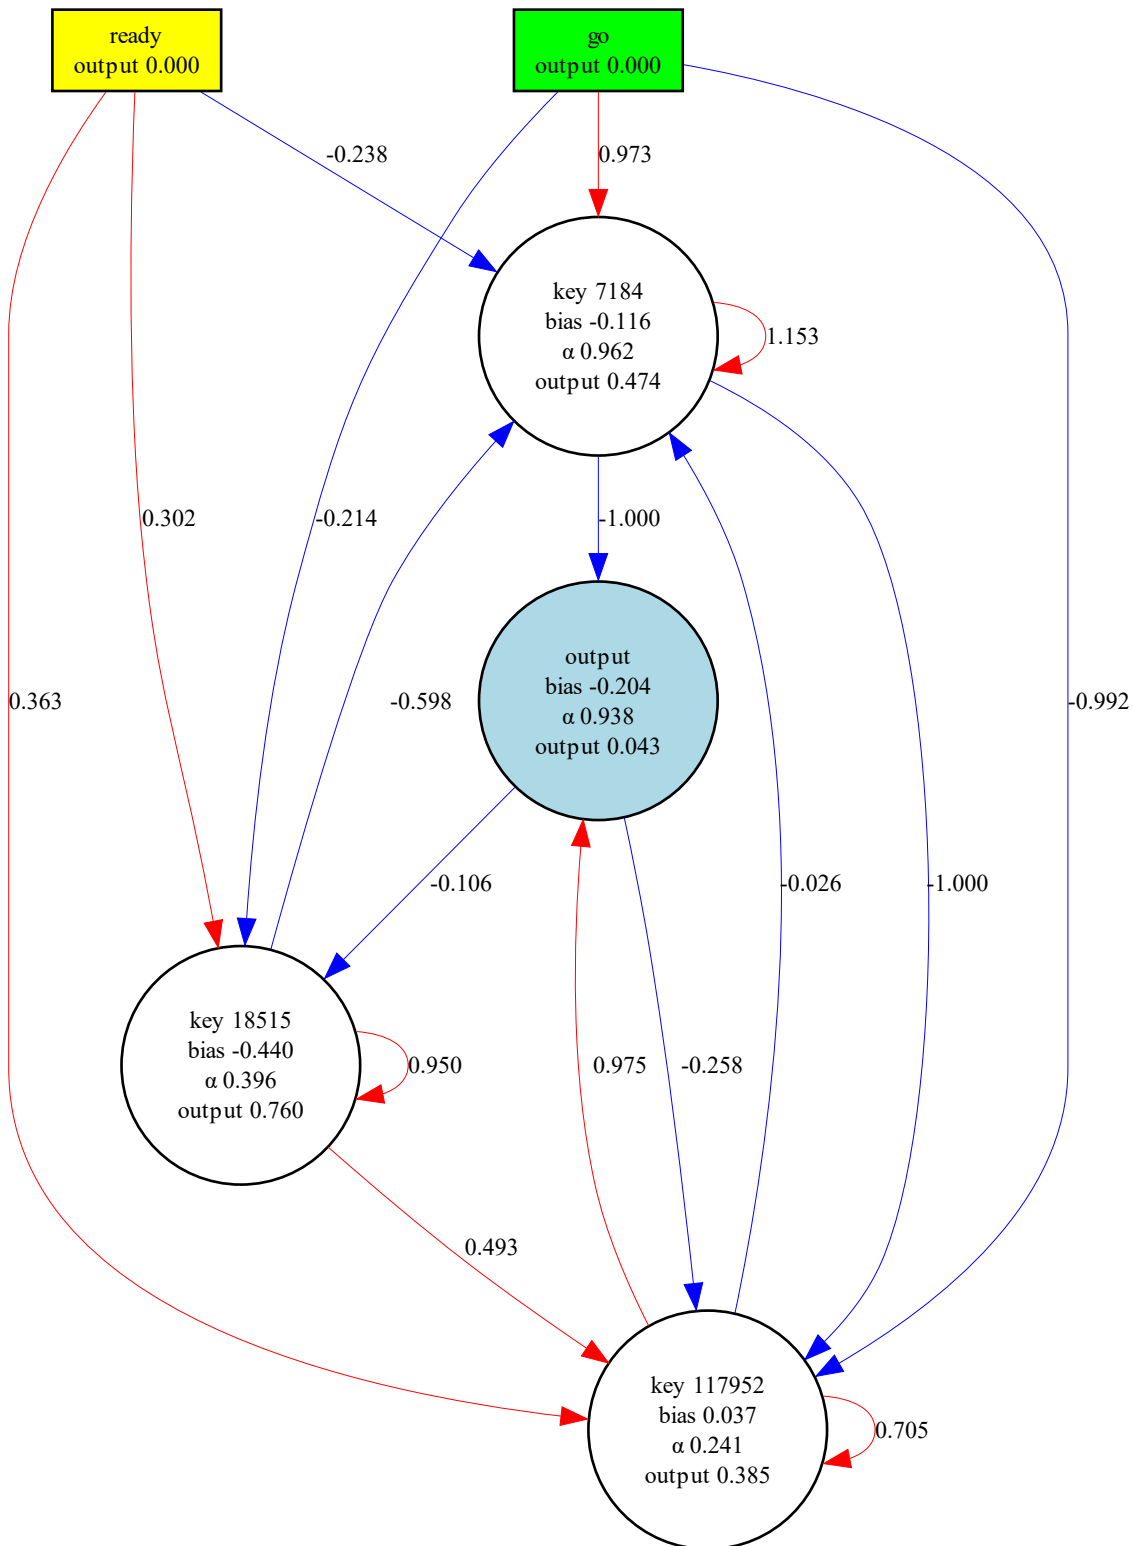 ready
output 0.000
go
output 0.000
-0.238
0.973
key 7184
bias -0.116
α 0.962
output 0.474
1.153
0.302
-0.214
-1.000
output
bias -0.204
α 0.938
output 0.043
0.363
-0.598
-0.992
-0.106
-0.026
-1.000
key 18515
bias -0.440
α 0.396
output 0.760
0.950
0.975
-0.258
0.493
key 117952
bias 0.037
α 0.241
output 0.385
0.705